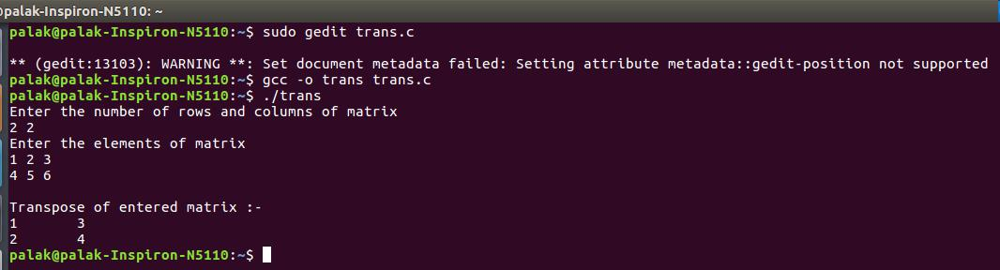 palak-Inspiron-N5110: ~
palak@palak-Inspiron-N5110:~$ sudo gedit trans.c
** (gedit:13103): WARNING **: Set document metadata failed: Setting attribute metadata::gedit-position not supported
palak@palak-Inspiron-N5110:~$ gcc -o trans trans.c
palak@palak-Inspiron-N5110:~$ ./trans
Enter the number of rows and columns of matrix
2 2
Enter the elements of matrix
1 2 3
4 5 6
Transpose of entered matrix :-
1 3
2 4
palak@palak-Inspiron-N5110:~$